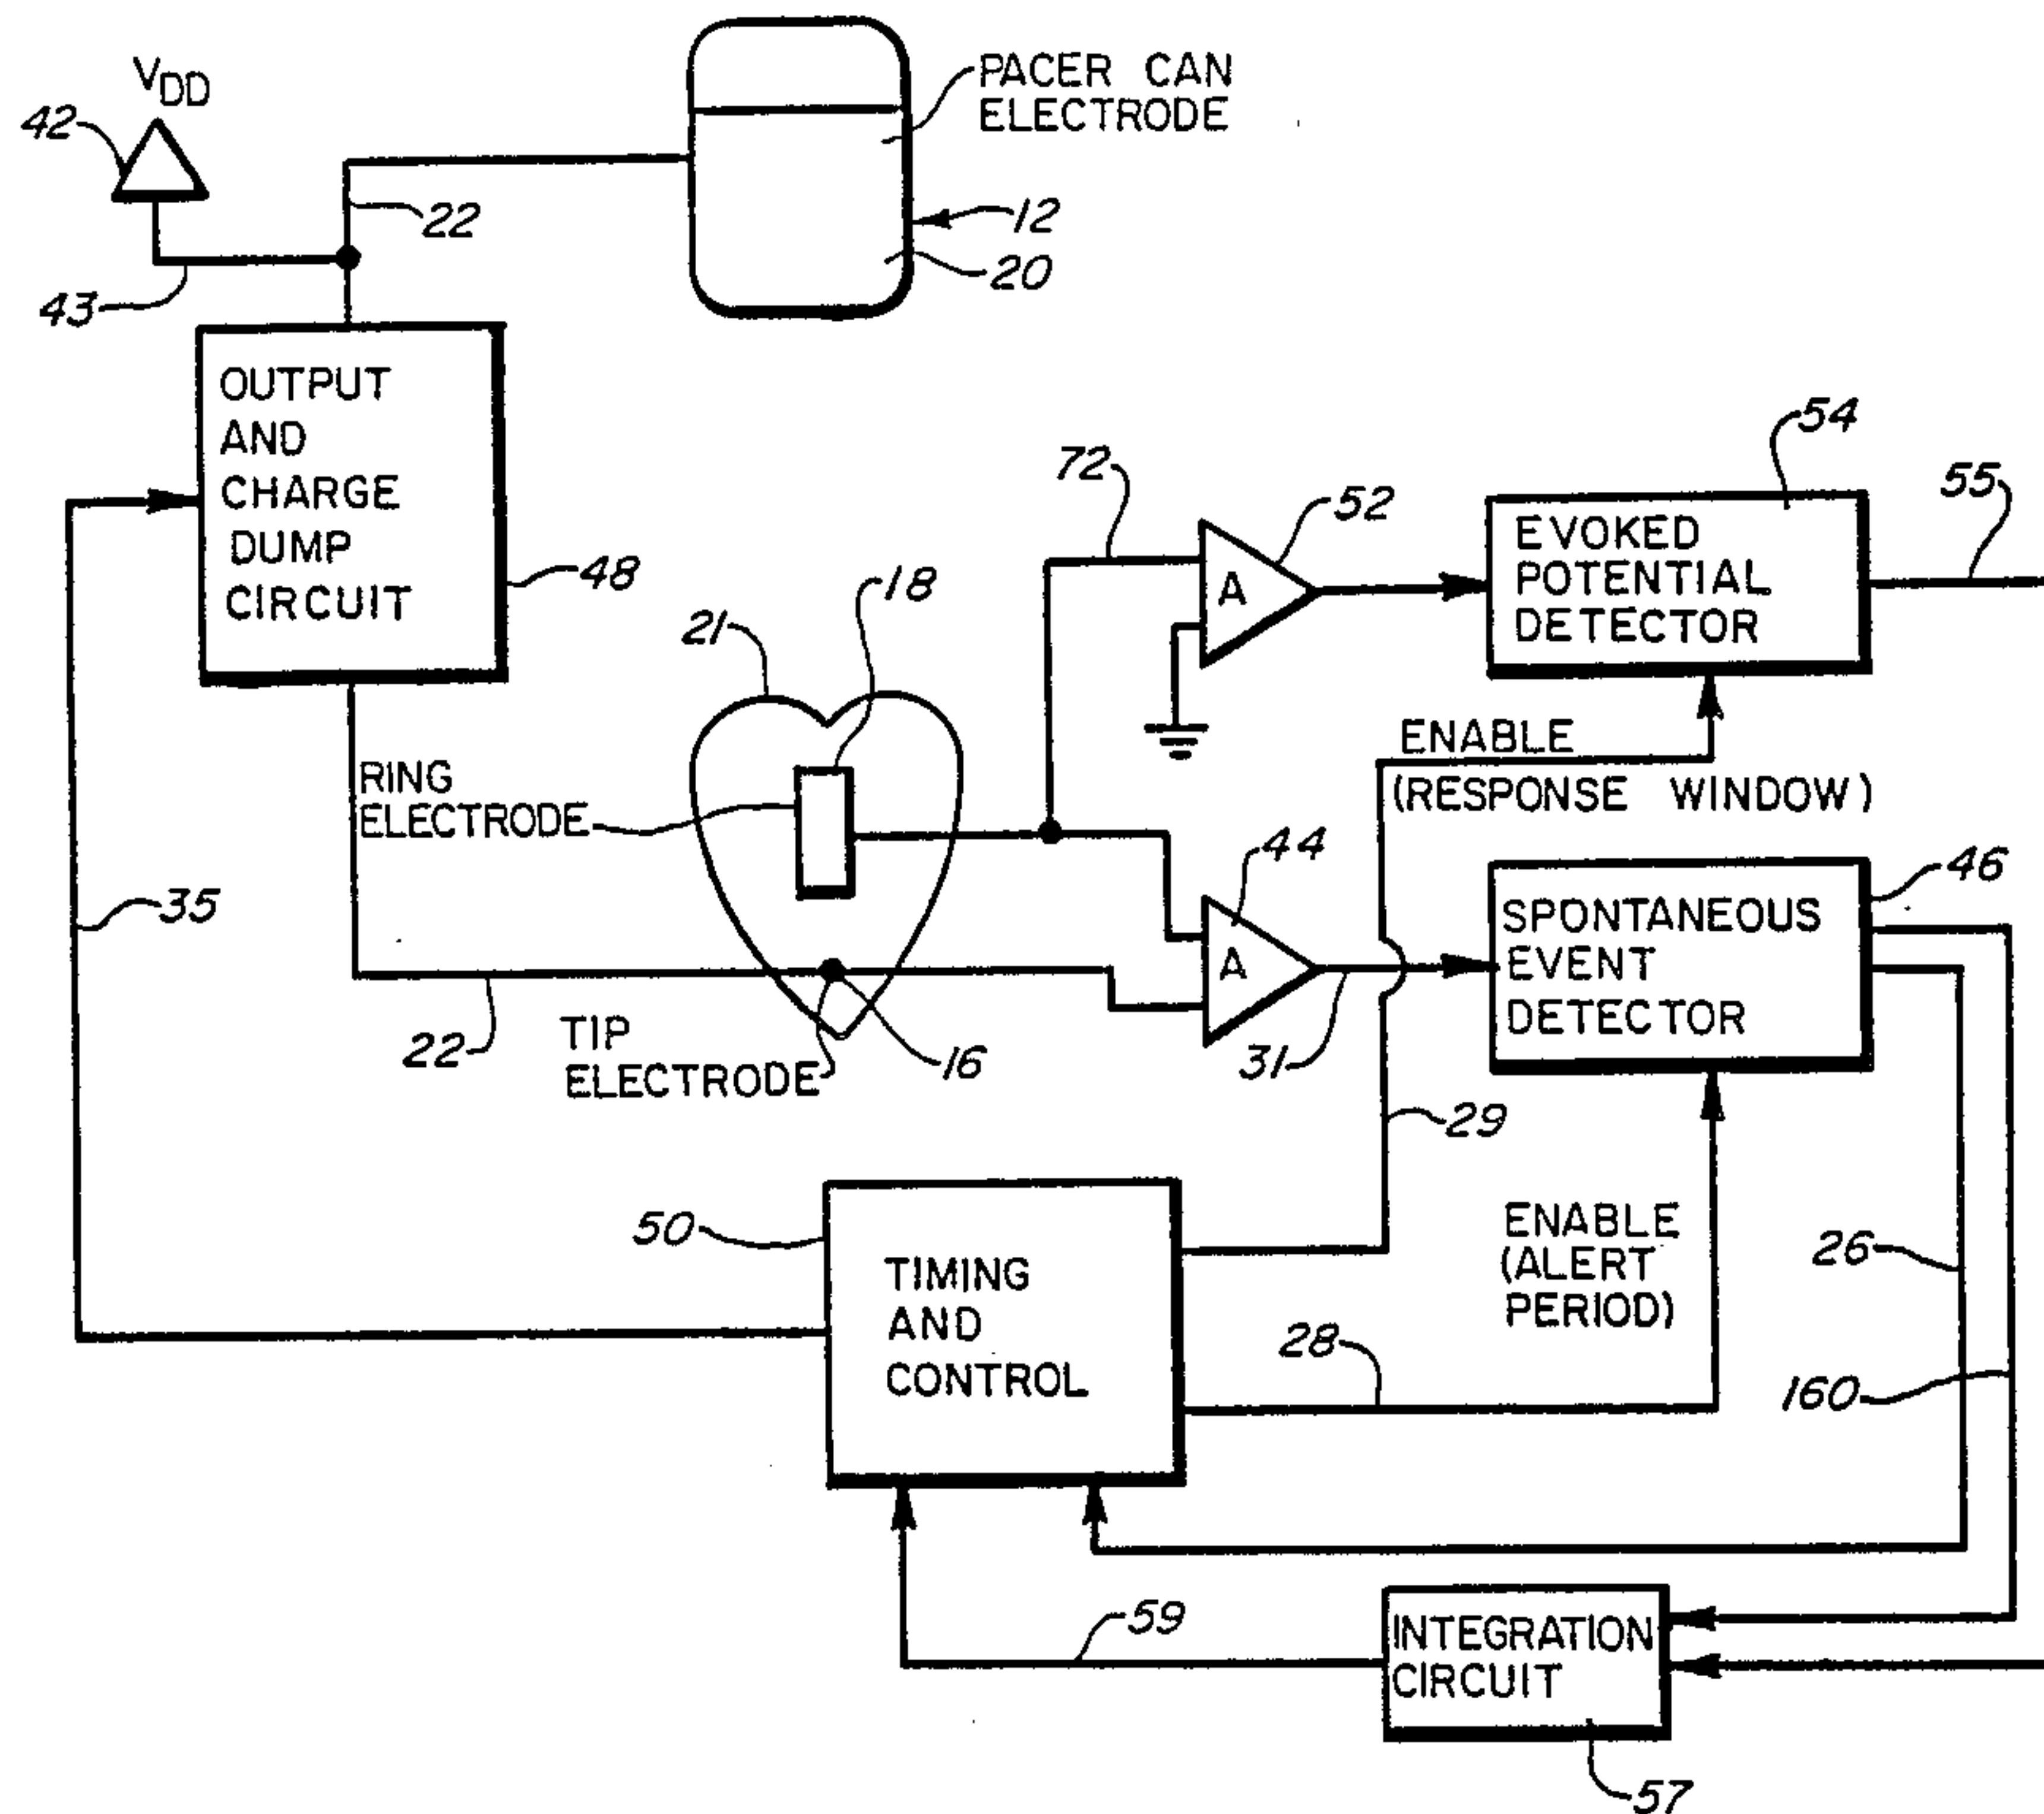 VDD
42
PACER CAN
ELECTRODE
22
12
43
20
OUTPUT
AND
CHARGE
DUMP
CIRCUIT
48
54
72
52
55
EVOKED
POTENTIAL
DETECTOR
A
18
21
ENABLE
(RESPONSE WINDOW)
RING
ELECTRODE
44
46
35
SPONTANEOUS
EVENT
DETECTOR
A
22
TIP
ELECTRODE
16
31
29
50
TIMING
AND
CONTROL
ENABLE
(ALERT
PERIOD)
26
28
160
59
INTEGRATION
CIRCUIT
57